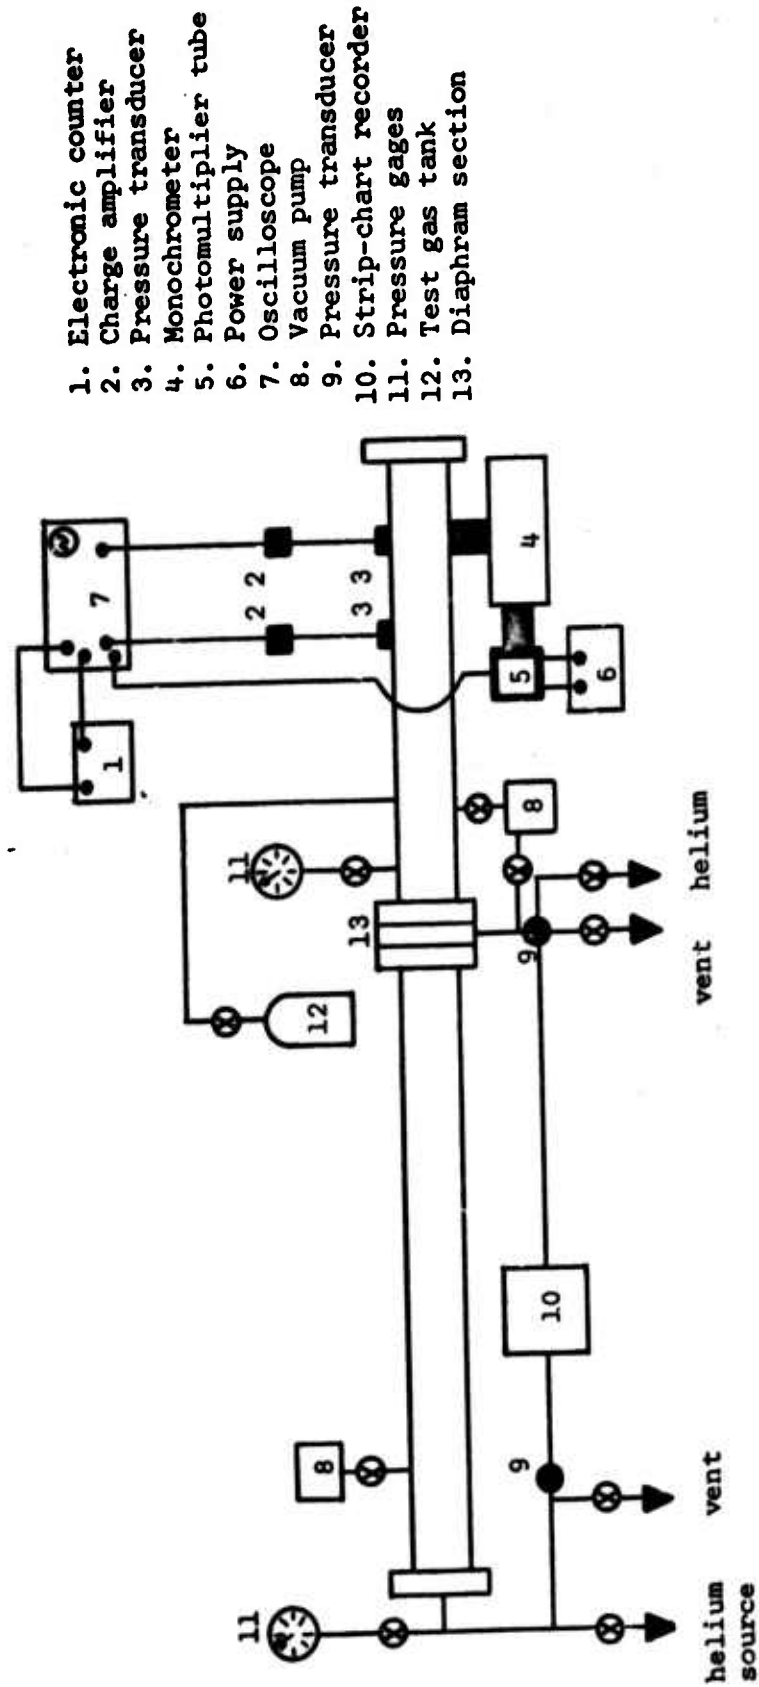 7
1
11
11
2 2
8
12
13
3 3
9
9
5
4
8
10
6
helium
source
vent
vent
helium
1. Electronic counter
2. Charge amplifier
3. Pressure transducer
4. Monochrometer
5. Photomultiplier tube
6. Power supply
7. Oscilloscope
8. Vacuum pump
9. Pressure transducer
10. Strip-chart recorder
11. Pressure gages
12. Test gas tank
13. Diaphram section